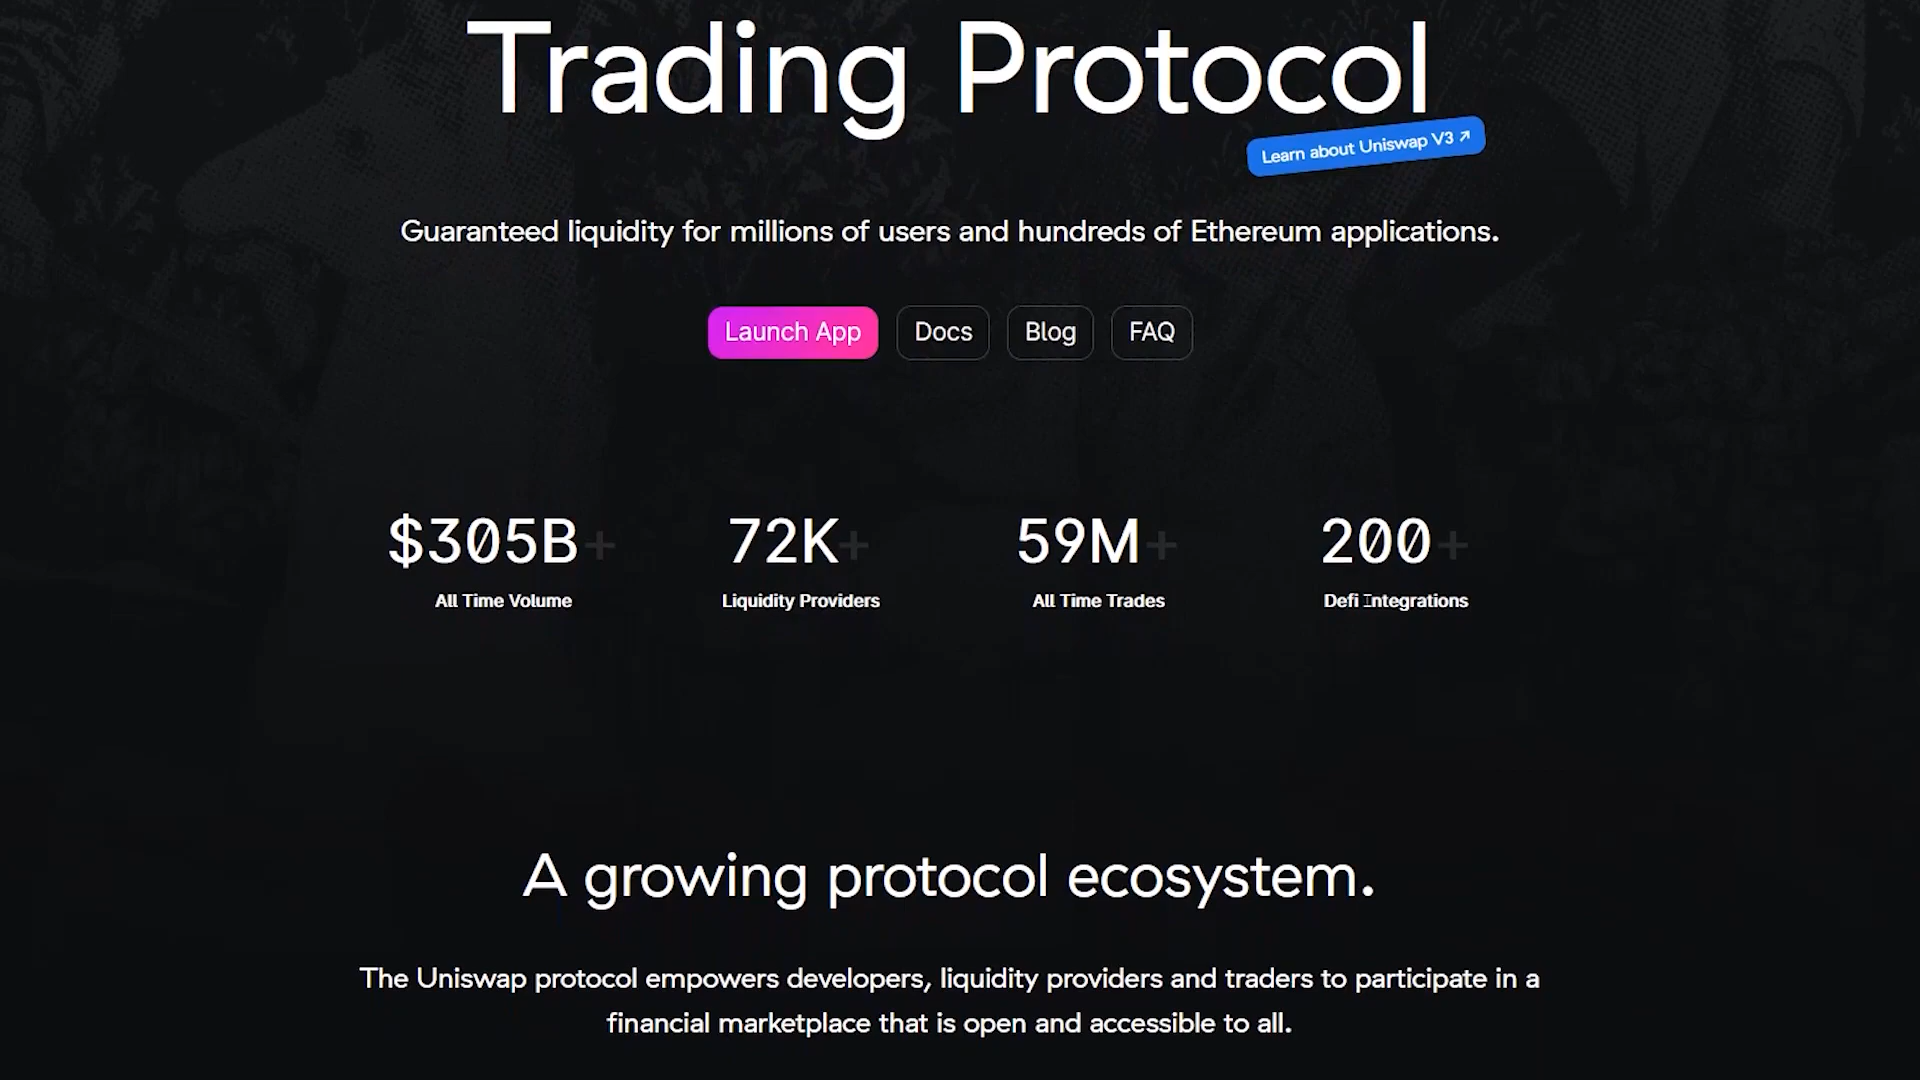 Trading Protocol
Learn about Uniswap V3 ↗
Guaranteed liquidity for millions of users and hundreds of Ethereum applications.
Launch App Docs Blog FAQ
$305B+ 72K+ 59M+ 200+
All Time Volume Liquidity Providers All Time Trades Defi Integrations
A growing protocol ecosystem.
The Uniswap protocol empowers developers, liquidity providers and traders to participate in a
financial marketplace that is open and accessible to all.